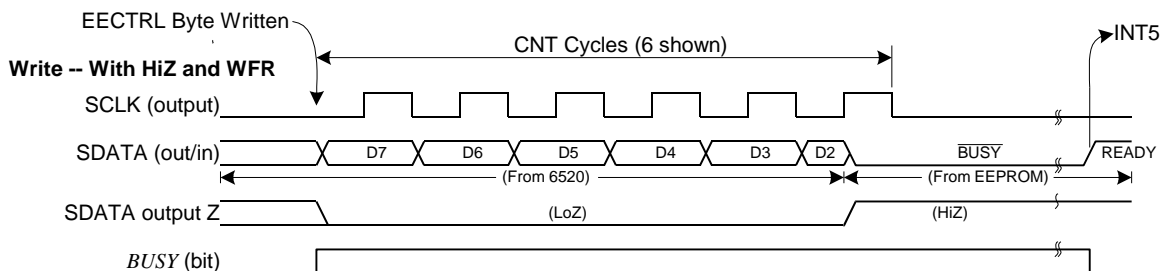 EECTRL Byte Written
INT5
CNT Cycles (6 shown)
Write -- With HiZ and WFR
SCLK (output)
SDATA (out/in)
D7
D6
D5
D4
D3
D2
BUSY
READY
(From 6520)
(From EEPROM)
SDATA output Z
(LoZ)
(HiZ)
BUSY (bit)